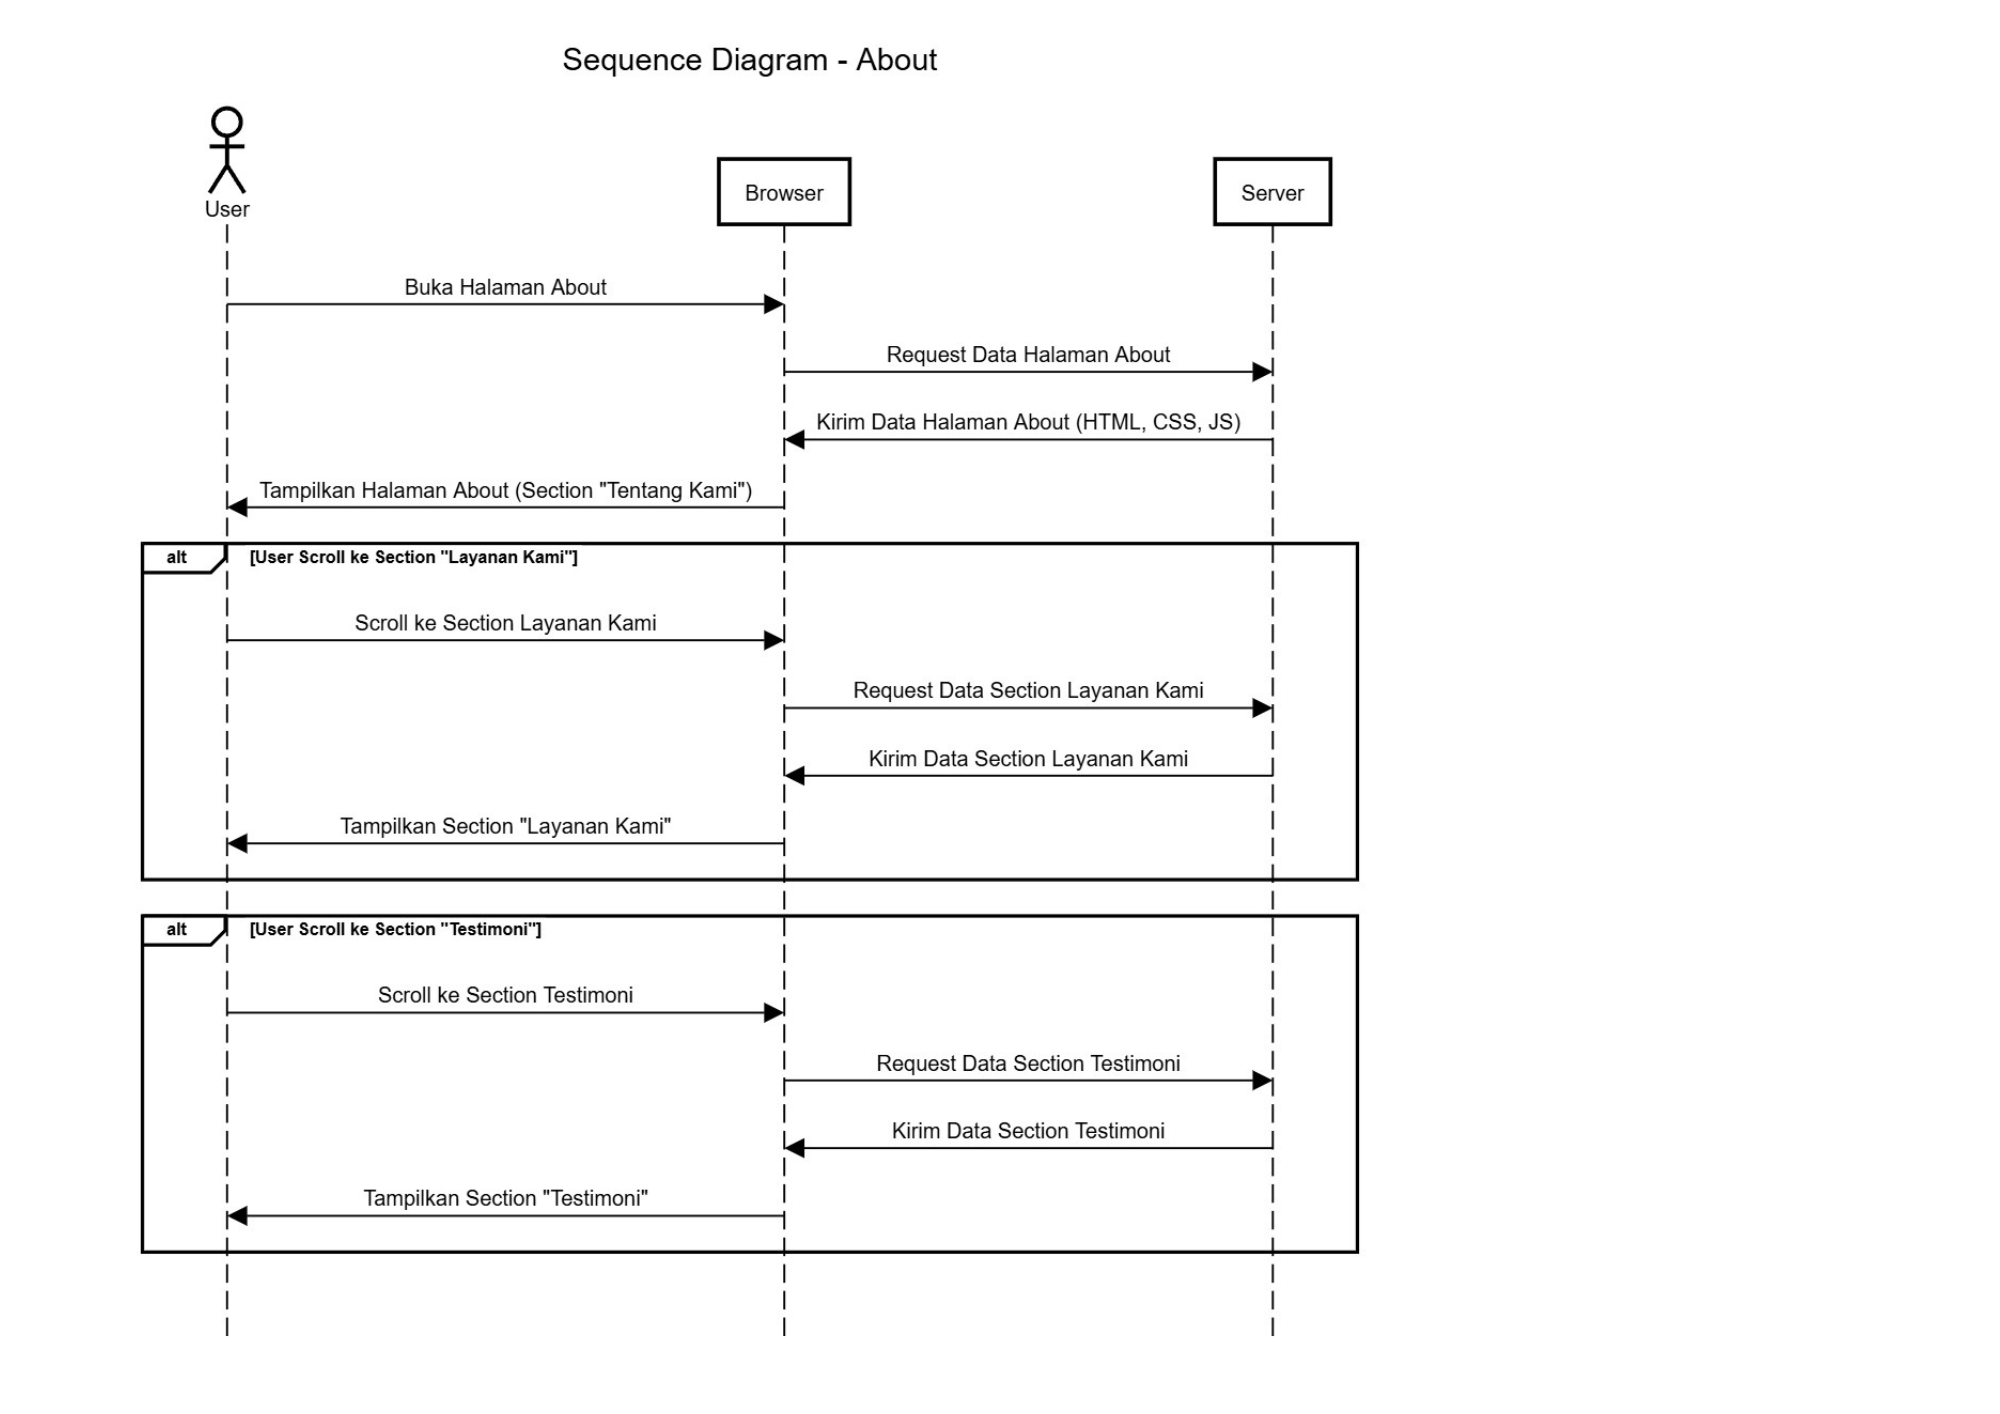 Sequence Diagram - About
User
Browser
Server
Buka Halaman About
Request Data Halaman About
Kirim Data Halaman About (HTML, CSS, JS)
Tampilkan Halaman About (Section "Tentang Kami")
alt [User Scroll ke Section "Layanan Kami"]
Scroll ke Section Layanan Kami
Request Data Section Layanan Kami
Kirim Data Section Layanan Kami
Tampilkan Section "Layanan Kami"
alt [User Scroll ke Section "Testimoni"]
Scroll ke Section Testimoni
Request Data Section Testimoni
Kirim Data Section Testimoni
Tampilkan Section "Testimoni"